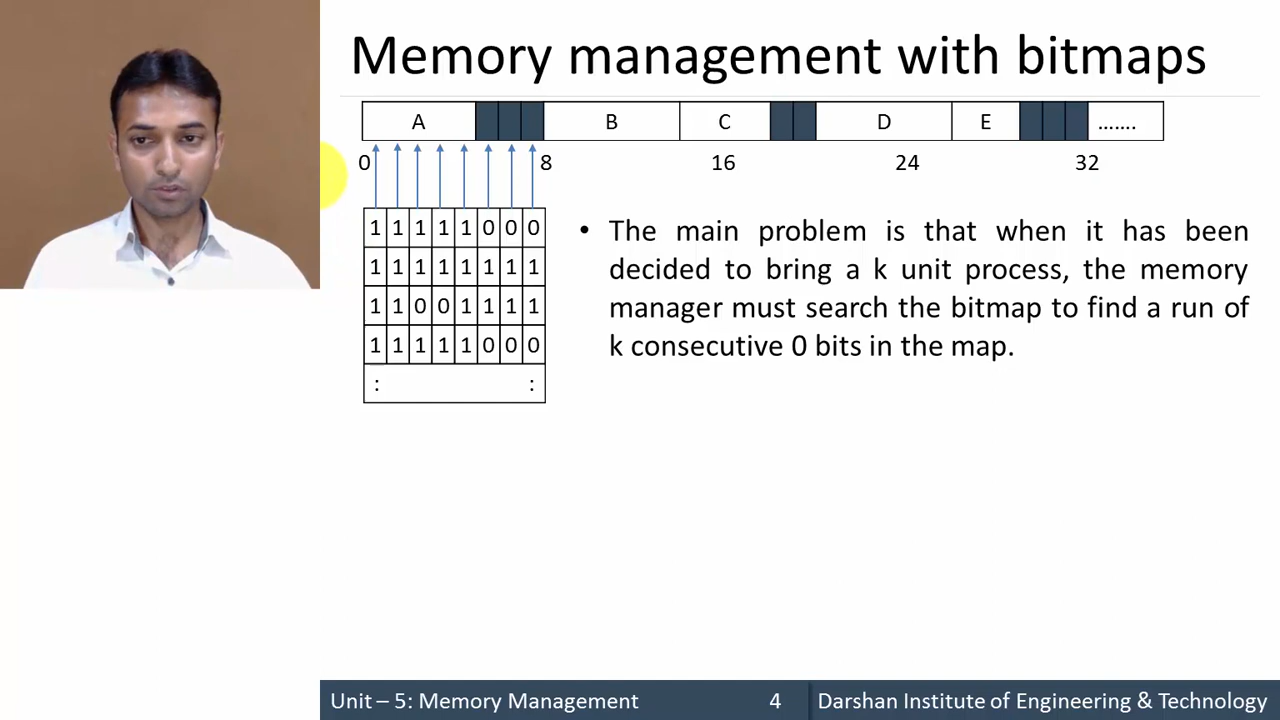 Memory management with bitmaps
A B C D E .......
0 8 16 24 32
1 1 1 1 1 0 0 0
1 1 1 1 1 1 1 1
1 1 0 0 1 1 1 1
1 1 1 1 1 0 0 0
: :
• The main problem is that when it has been
decided to bring a k unit process, the memory
manager must search the bitmap to find a run of
k consecutive 0 bits in the map.
Unit – 5: Memory Management 4 Darshan Institute of Engineering & Technology